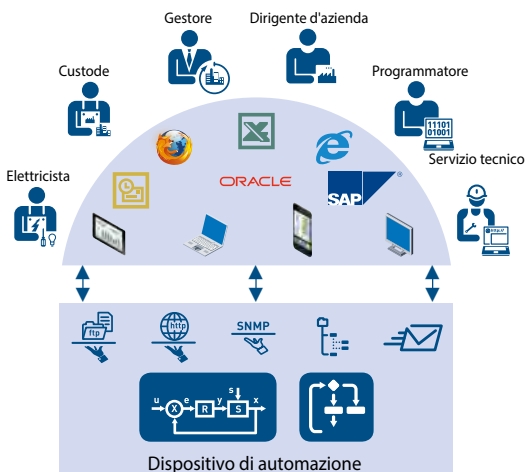 Gestore
Dirigente d'azienda
Custode
Programmatore
11101
01001
Servizio tecnico
Elettricista
ORACLE
SAP
®
ftp
http
SNMP
u
e
R
y
s
S
x
X
Dispositivo di automazione